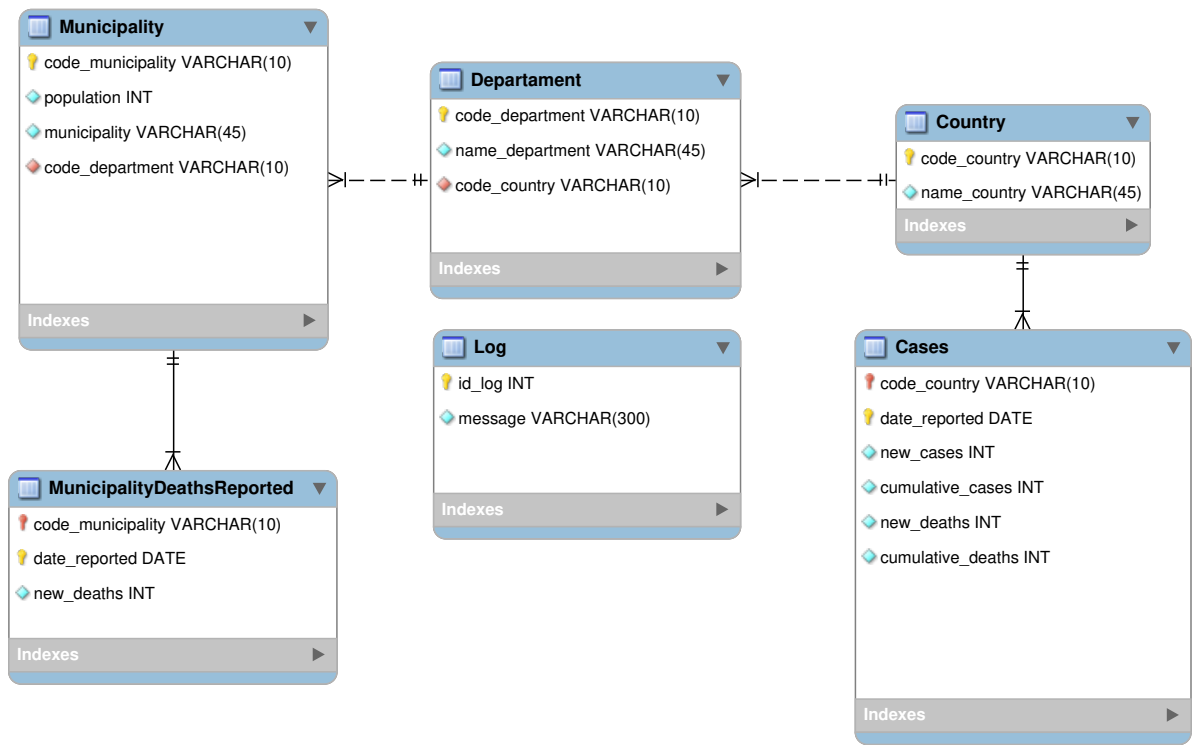 Municipality
code_municipality VARCHAR(10)
population INT
municipality VARCHAR(45)
code_department VARCHAR(10)
Indexes
Departament
code_department VARCHAR(10)
name_department VARCHAR(45)
code_country VARCHAR(10)
Indexes
Country
code_country VARCHAR(10)
name_country VARCHAR(45)
Indexes
Log
id_log INT
message VARCHAR(300)
Indexes
Cases
code_country VARCHAR(10)
date_reported DATE
new_cases INT
cumulative_cases INT
new_deaths INT
cumulative_deaths INT
Indexes
MunicipalityDeathsReported
code_municipality VARCHAR(10)
date_reported DATE
new_deaths INT
Indexes